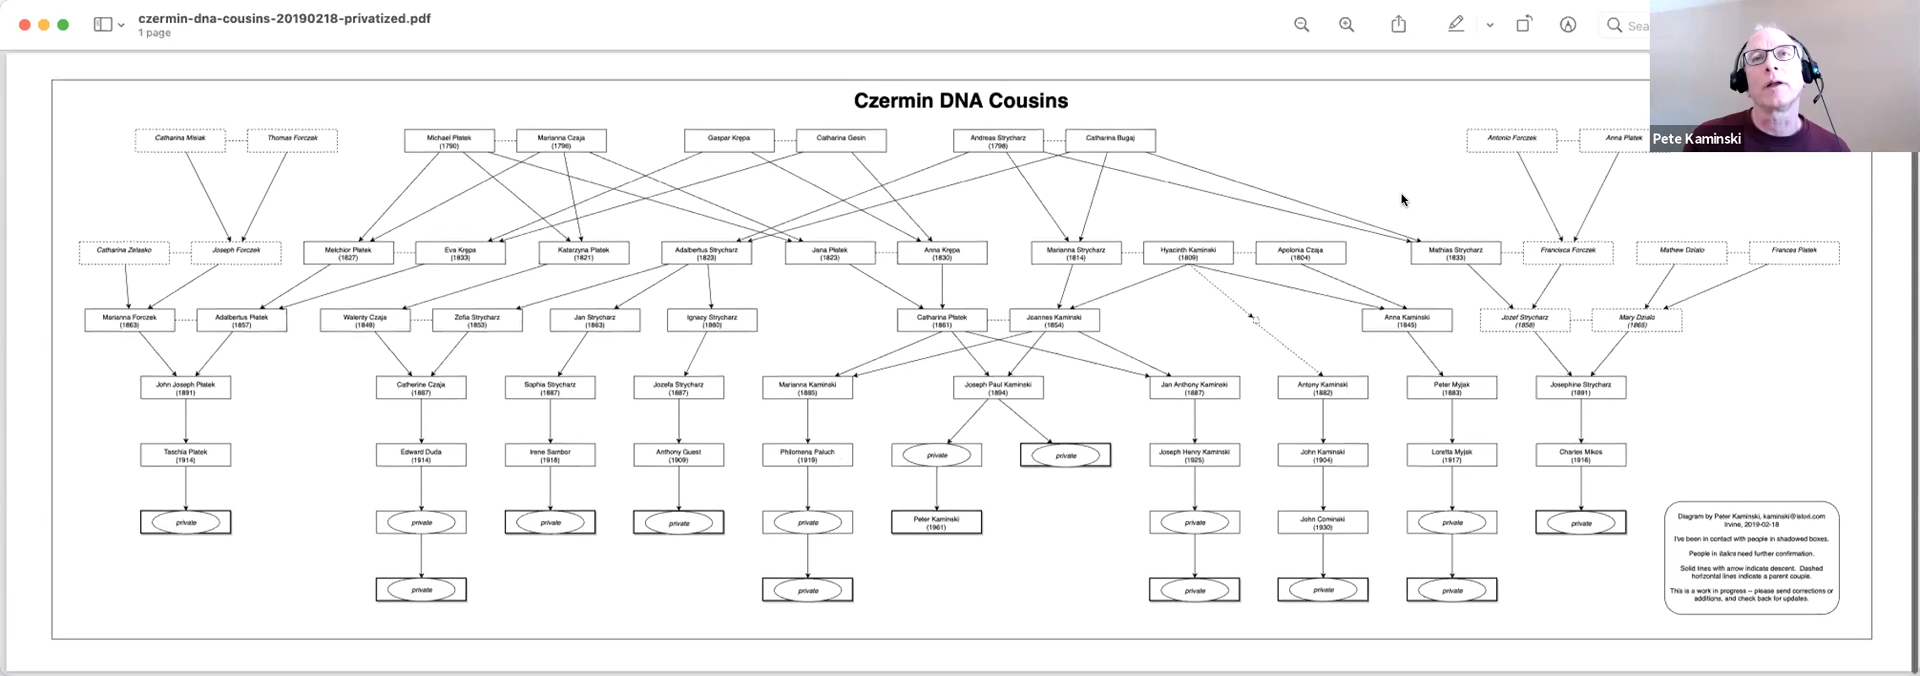 czermin-dna-cousins-20190218-privatized.pdf
1 page
Sea
Pete Kaminski
Czermin DNA Cousins
Catharina Misiak
Thomas Forczek
Michael Płatek
(1790)
Marianna Czaja
(1796)
Gaspar Krępa
Catharina Gesin
Andreas Strycharz
(1798)
Catharina Bugaj
Antonio Forczek
Anna Platek
Catharina Zelasko
Joseph Forczek
Melchior Płatek
(1827)
Eva Krępa
(1833)
Katarzyna Płatek
(1821)
Adalbertus Strycharz
(1823)
Jana Płatek
(1823)
Anna Krępa
(1830)
Marianna Strycharz
(1814)
Hyacinth Kaminski
(1809)
Apolonia Czaja
(1804)
Mathias Strycharz
(1833)
Francisca Forczek
Mathew Dzialo
Frances Platek
Marianna Forczek
(1863)
Adalbertus Płatek
(1857)
Walenty Czaja
(1849)
Zofia Strycharz
(1853)
Jan Strycharz
(1863)
Ignacy Strycharz
(1860)
Catharina Płatek
(1861)
Joannes Kaminski
(1854)
Anna Kaminski
(1845)
Jozef Strycharz
(1858)
Mary Dzialo
(1865)
John Joseph Płatek
(1891)
Catherine Czaja
(1887)
Sophia Strycharz
(1887)
Jozefa Strycharz
(1887)
Marianna Kaminski
(1885)
Joseph Paul Kaminski
(1894)
Jan Anthony Kaminski
(1887)
Antony Kaminski
(1882)
Peter Myjak
(1883)
Josephine Strycharz
(1891)
Taschia Platek
(1914)
Edward Duda
(1914)
Irene Sambor
(1918)
Anthony Guest
(1909)
Philomena Paluch
(1919)
private
private
Joseph Henry Kaminski
(1925)
John Kaminski
(1904)
Loretta Myjak
(1917)
Charles Mikos
(1916)
private
private
private
private
private
Peter Kaminski
(1961)
private
John Cominski
(1930)
private
private
private
private
private
private
private
Diagram by Peter Kaminski, kaminski@istori.com
Irvine, 2019-02-18
I've been in contact with people in shadowed boxes.
People in italics need further confirmation.
Solid lines with arrow indicate descent. Dashed
horizontal lines indicate a parent couple.
This is a work in progress -- please send corrections or
additions, and check back for updates.